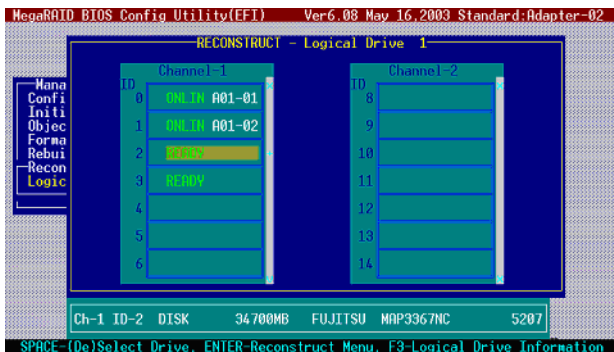 MegaRAID BIOS Config Utility(EFI) Ver6.08 May 16,2003 Standard:Adapter-02
RECONSTRUCT - Logical Drive 1
Channel-1 Channel-2
ID ID
Mana
Confi
Initi
Objec
Forma
Rebui
Recon
Logic
0 ONLIN A01-01 8
1 ONLIN A01-02 9
2 READY 10
3 READY 11
4 12
5 13
6 14
Ch-1 ID-2 DISK 34700MB FUJITSU MAP3367NC 5207
SPACE-(De)Select Drive, ENTER-Reconstruct Menu, F3-Logical Drive Information